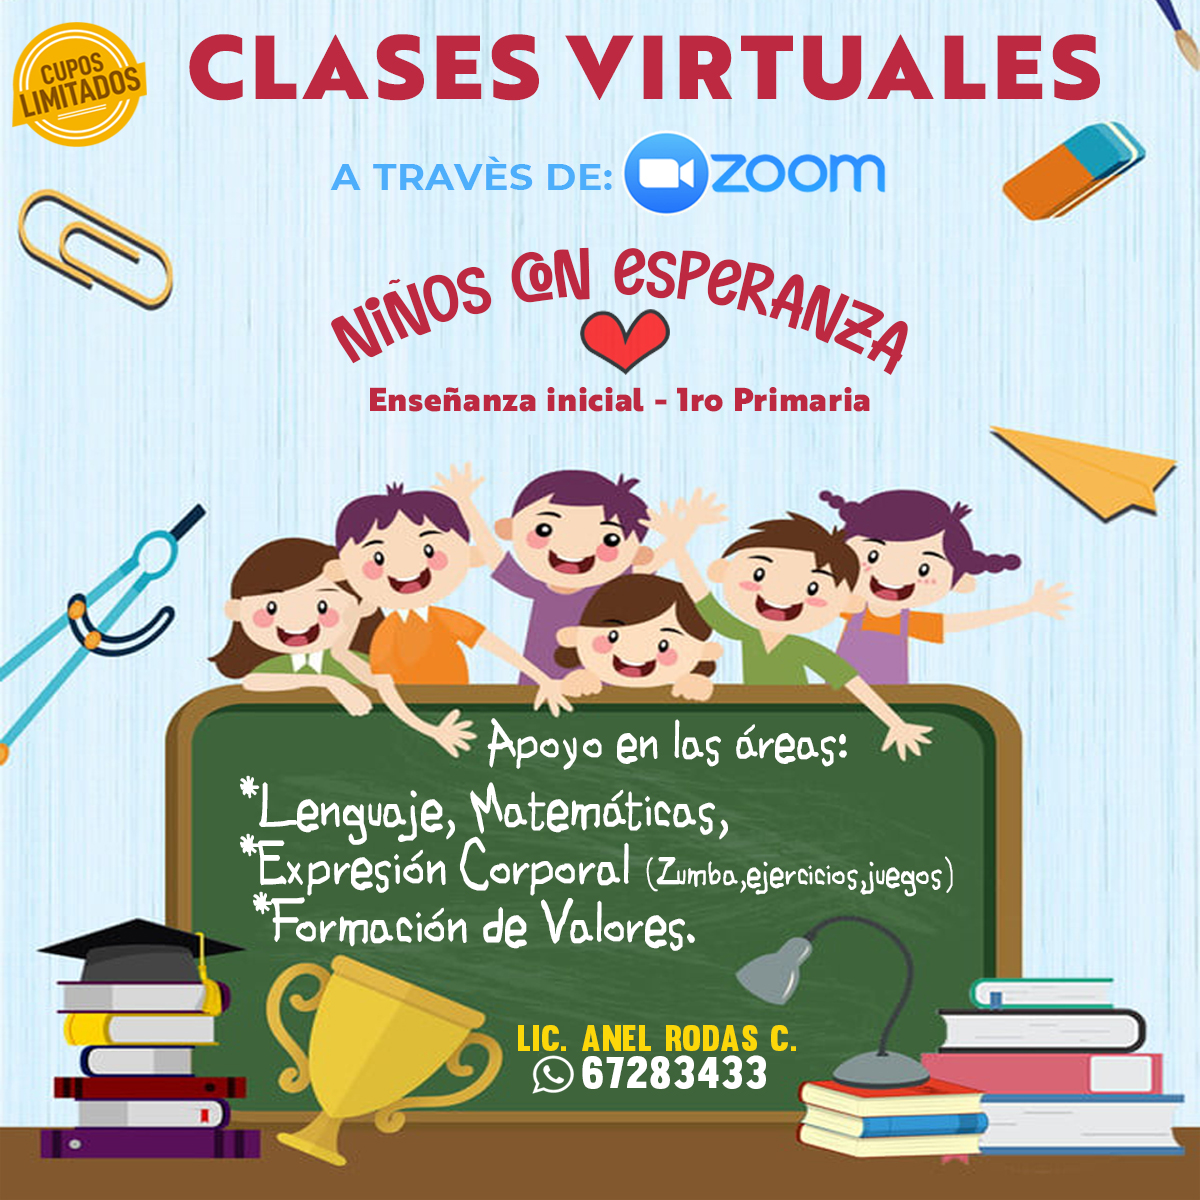 CUPOS
LIMITADOS
CLASES VIRTUALES
A TRAVÈS DE: zoom
NiÑOS CON ESPERANZA
Enseñanza inicial - 1ro Primaria
Apoyo en las áreas:
*Lenguaje, Matemáticas,
*Expresión Corporal (Zumba,ejercicios,juegos)
*Formación de Valores.
LIC. ANEL RODAS C.
67283433